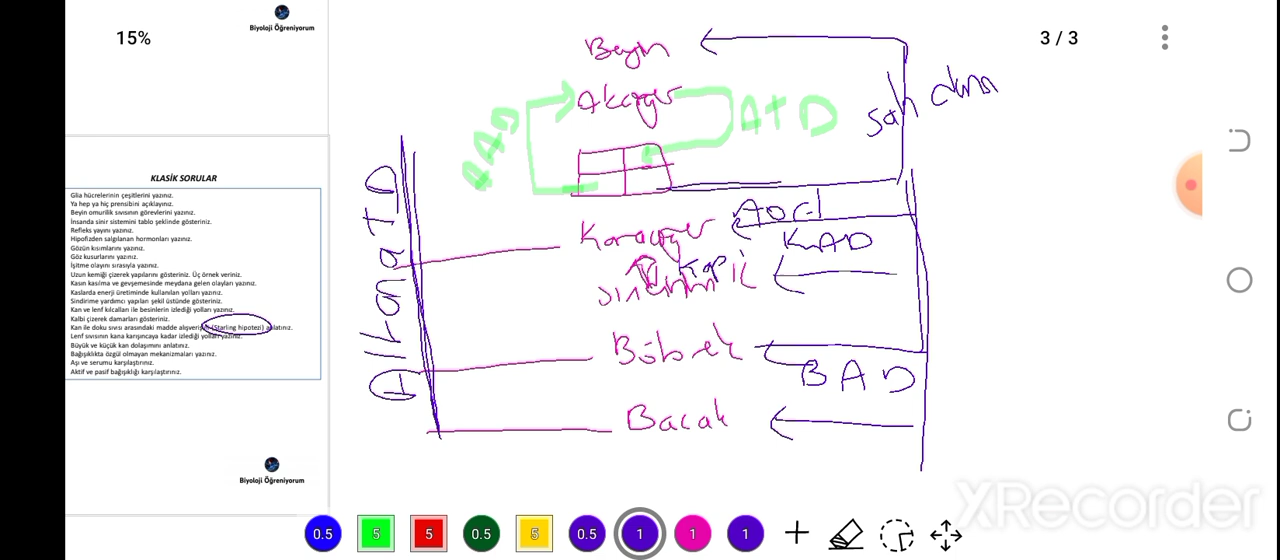 15%
Biyoloji Öğreniyorum
3 / 3
KLASİK SORULAR
Glia hücrelerinin çeşitlerini yazınız.
Ya hep ya hiç prensibini açıklayınız.
Beyin omurilik sıvısının görevlerini yazınız.
İnsanda sinir sistemini tablo şeklinde gösteriniz.
Refleks yayını yazınız.
Hipofizden salgılanan hormonları yazınız.
Gözün kısımlarını yazınız.
Göz kusurlarını yazınız.
İşitme olayını sırasıyla yazınız.
Uzun kemiği çizerek yapılarını gösteriniz. Üç örnek veriniz.
Kasın kasılma ve gevşemesinde meydana gelen olayları yazınız.
Kaslarda enerji üretiminde kullanılan yolları yazınız.
Sindirime yardımcı yapıları şekil üstünde gösteriniz.
Kan ve lenf kılcalları ile besinlerin izlediği yolları yazınız.
Kalbi çizerek damarları gösteriniz.
Kan ile doku sıvısı arasındaki madde alışverişini (Starling hipotezi) anlatınız.
Lenf sıvısının kana karışıncaya kadar izlediği yolları yazınız.
Büyük ve küçük kan dolaşımını anlatınız.
Bağışıklıkta özgül olmayan mekanizmaları yazınız.
Aşı ve serumu karşılaştırınız.
Aktif ve pasif bağışıklığı karşılaştırınız.
Biyoloji Öğreniyorum
Beyin
Akciğer
AAD
ATD
Karaciğer
KAD
Kapı
Böbrek
BAD
Bacak
0.5
5
5
0.5
5
0.5
1
1
1
XRecorder